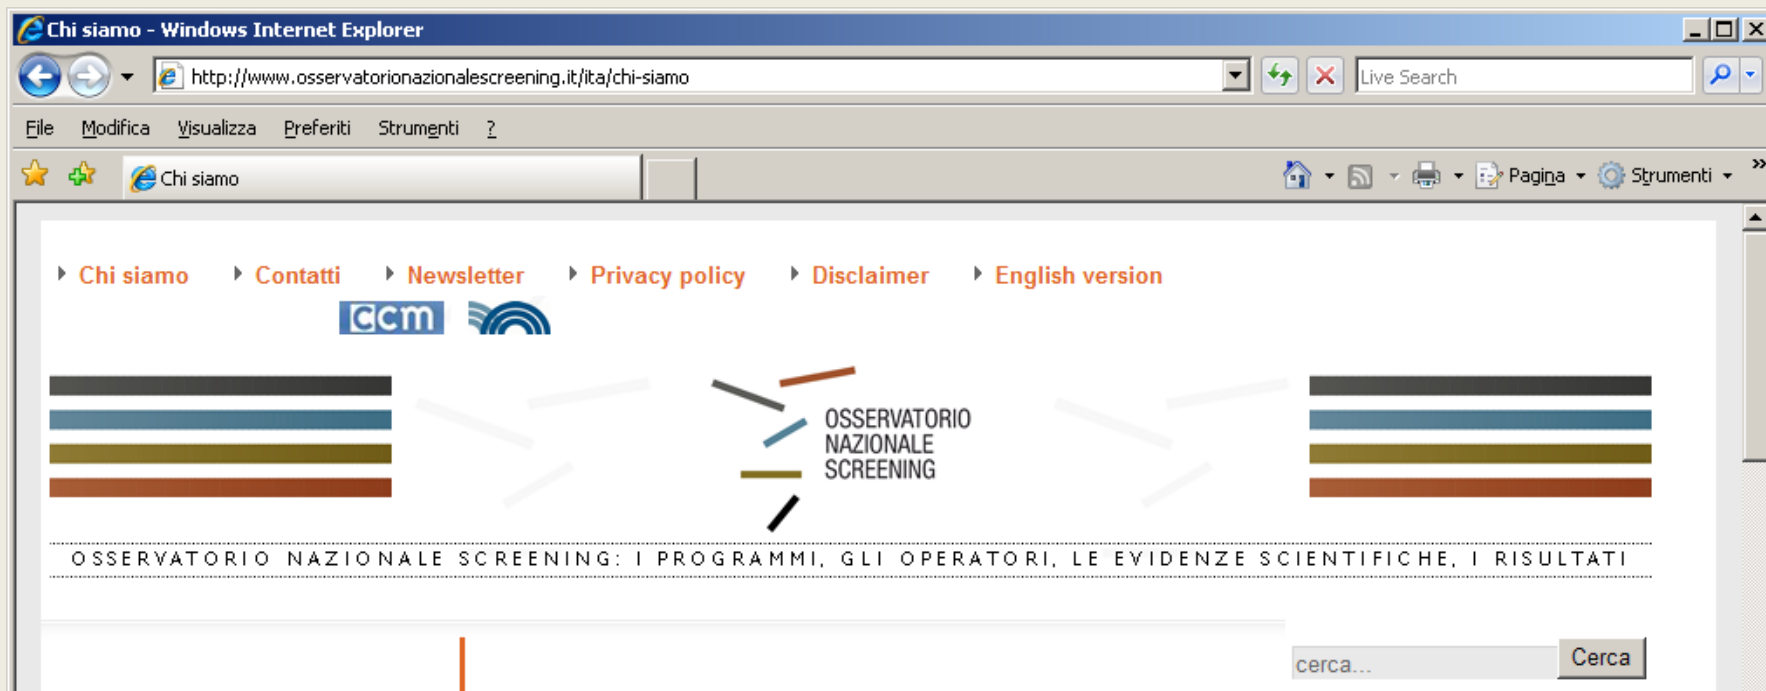 Chi siamo - Windows Internet Explorer
http://www.osservatorionazionalescreening.it/ita/chi-siamo
Live Search
File Modifica Visualizza Preferiti Strumenti ?
Chi siamo
Pagina Strumenti »
Chi siamo Contatti Newsletter Privacy policy Disclaimer English version
ccm
OSSERVATORIO
NAZIONALE
SCREENING
OSSERVATORIO NAZIONALE SCREENING: I PROGRAMMI, GLI OPERATORI, LE EVIDENZE SCIENTIFICHE, I RISULTATI
cerca... Cerca